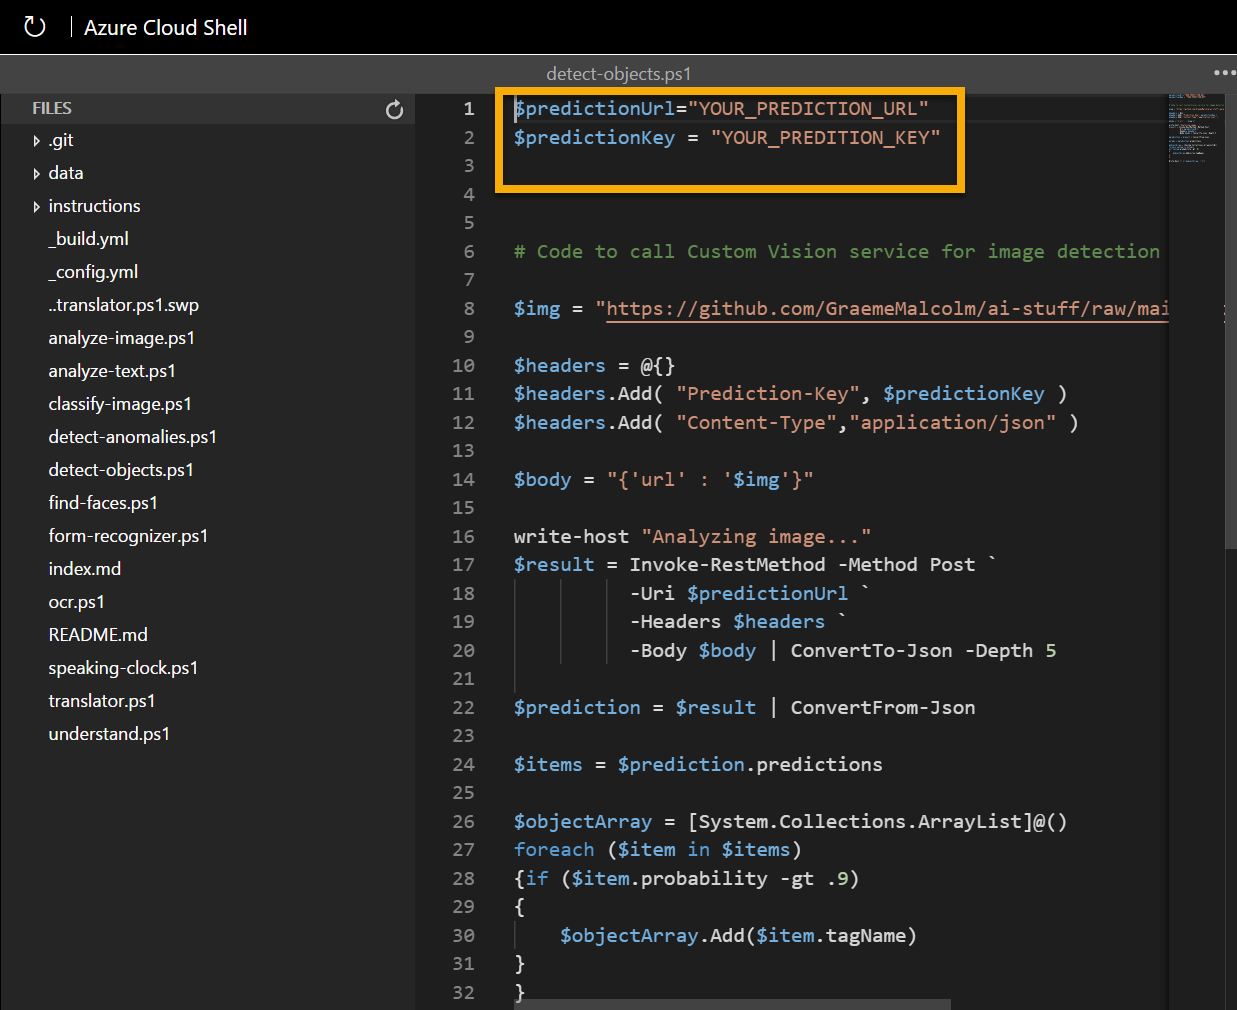 Azure Cloud Shell
detect-objects.ps1
FILES
.git
data
instructions
_build.yml
_config.yml
..translator.ps1.swp
analyze-image.ps1
analyze-text.ps1
classify-image.ps1
detect-anomalies.ps1
detect-objects.ps1
find-faces.ps1
form-recognizer.ps1
index.md
ocr.ps1
README.md
speaking-clock.ps1
translator.ps1
understand.ps1
1 $predictionUrl="YOUR_PREDICTION_URL"
2 $predictionKey = "YOUR_PREDITION_KEY"
3
4
5
6 # Code to call Custom Vision service for image detection
7
8 $img = "https://github.com/GraemeMalcolm/ai-stuff/raw/mai
9
10 $headers = @{}
11 $headers.Add( "Prediction-Key", $predictionKey )
12 $headers.Add( "Content-Type","application/json" )
13
14 $body = "{'url' : '$img'}"
15
16 write-host "Analyzing image..."
17 $result = Invoke-RestMethod -Method Post `
18 -Uri $predictionUrl `
19 -Headers $headers `
20 -Body $body | ConvertTo-Json -Depth 5
21
22 $prediction = $result | ConvertFrom-Json
23
24 $items = $prediction.predictions
25
26 $objectArray = [System.Collections.ArrayList]@()
27 foreach ($item in $items)
28 {if ($item.probability -gt .9)
29 {
30 $objectArray.Add($item.tagName)
31 }
32 }